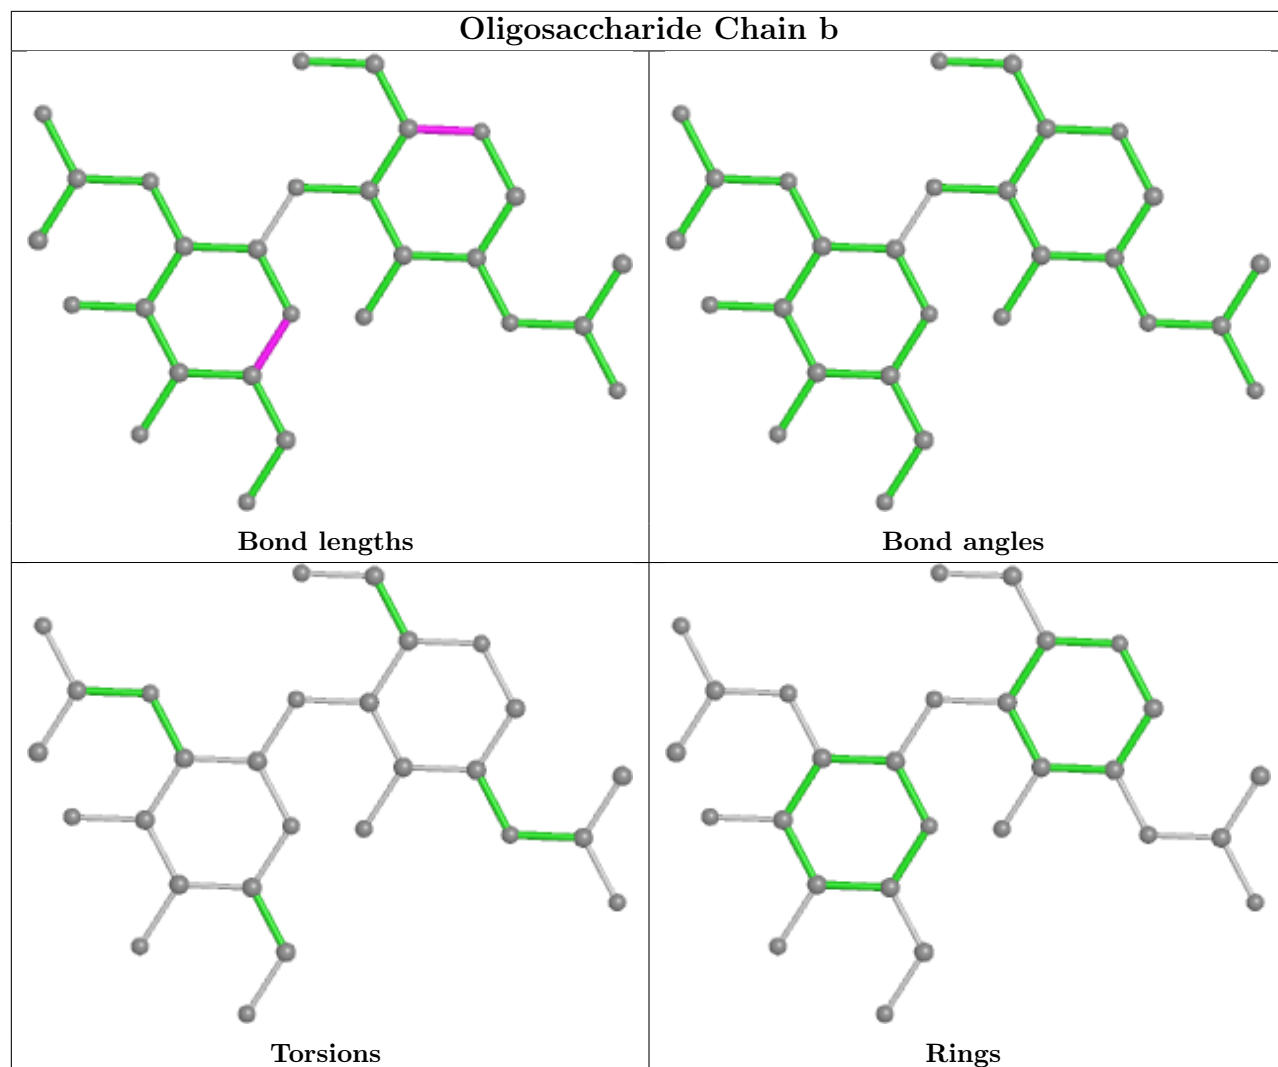 Oligosaccharide Chain b
Bond lengths
Bond angles
Torsions
Rings